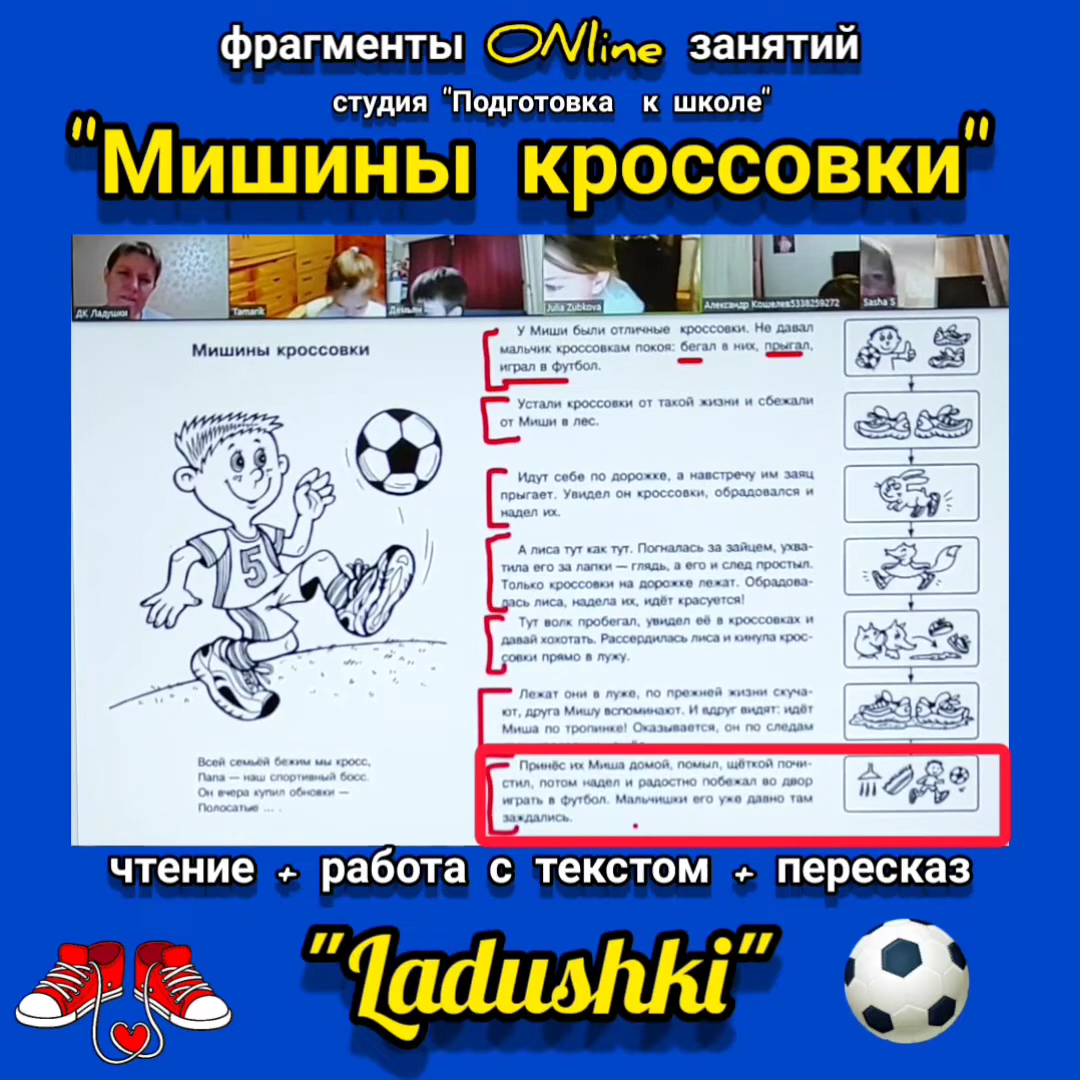 фрагменты ONline занятий
студия "Подготовка к школе"
"Мишины кроссовки"
ДК Ладушки
Tamarik
Демьян
Julia Zubkova
Александр Кошелев5338259272
Sasha S
Мишины кроссовки
5
Всей семьёй бежим мы кросс,
Папа — наш спортивный босс.
Он вчера купил обновки —
Полосатые ... .
У Миши были отличные кроссовки. Не давал
мальчик кроссовкам покоя: бегал в них, прыгал,
играл в футбол.
Устали кроссовки от такой жизни и сбежали
от Миши в лес.
Идут себе по дорожке, а навстречу им заяц
прыгает. Увидел он кроссовки, обрадовался и
надел их.
А лиса тут как тут. Погналась за зайцем, ухва-
тила его за лапки — глядь, а его и след простыл.
Только кроссовки на дорожке лежат. Обрадова-
лась лиса, надела их, идёт красуется!
Тут волк пробегал, увидел её в кроссовках и
давай хохотать. Рассердилась лиса и кинула крос-
совки прямо в лужу.
Лежат они в луже, по прежней жизни скуча-
ют, друга Мишу вспоминают. И вдруг видят: идёт
Миша по тропинке! Оказывается, он по следам
Принёс их Миша домой, помыл, щёткой почи-
стил, потом надел и радостно побежал во двор
играть в футбол. Мальчишки его уже давно там
заждались.
чтение + работа с текстом + пересказ
"Ladushki"